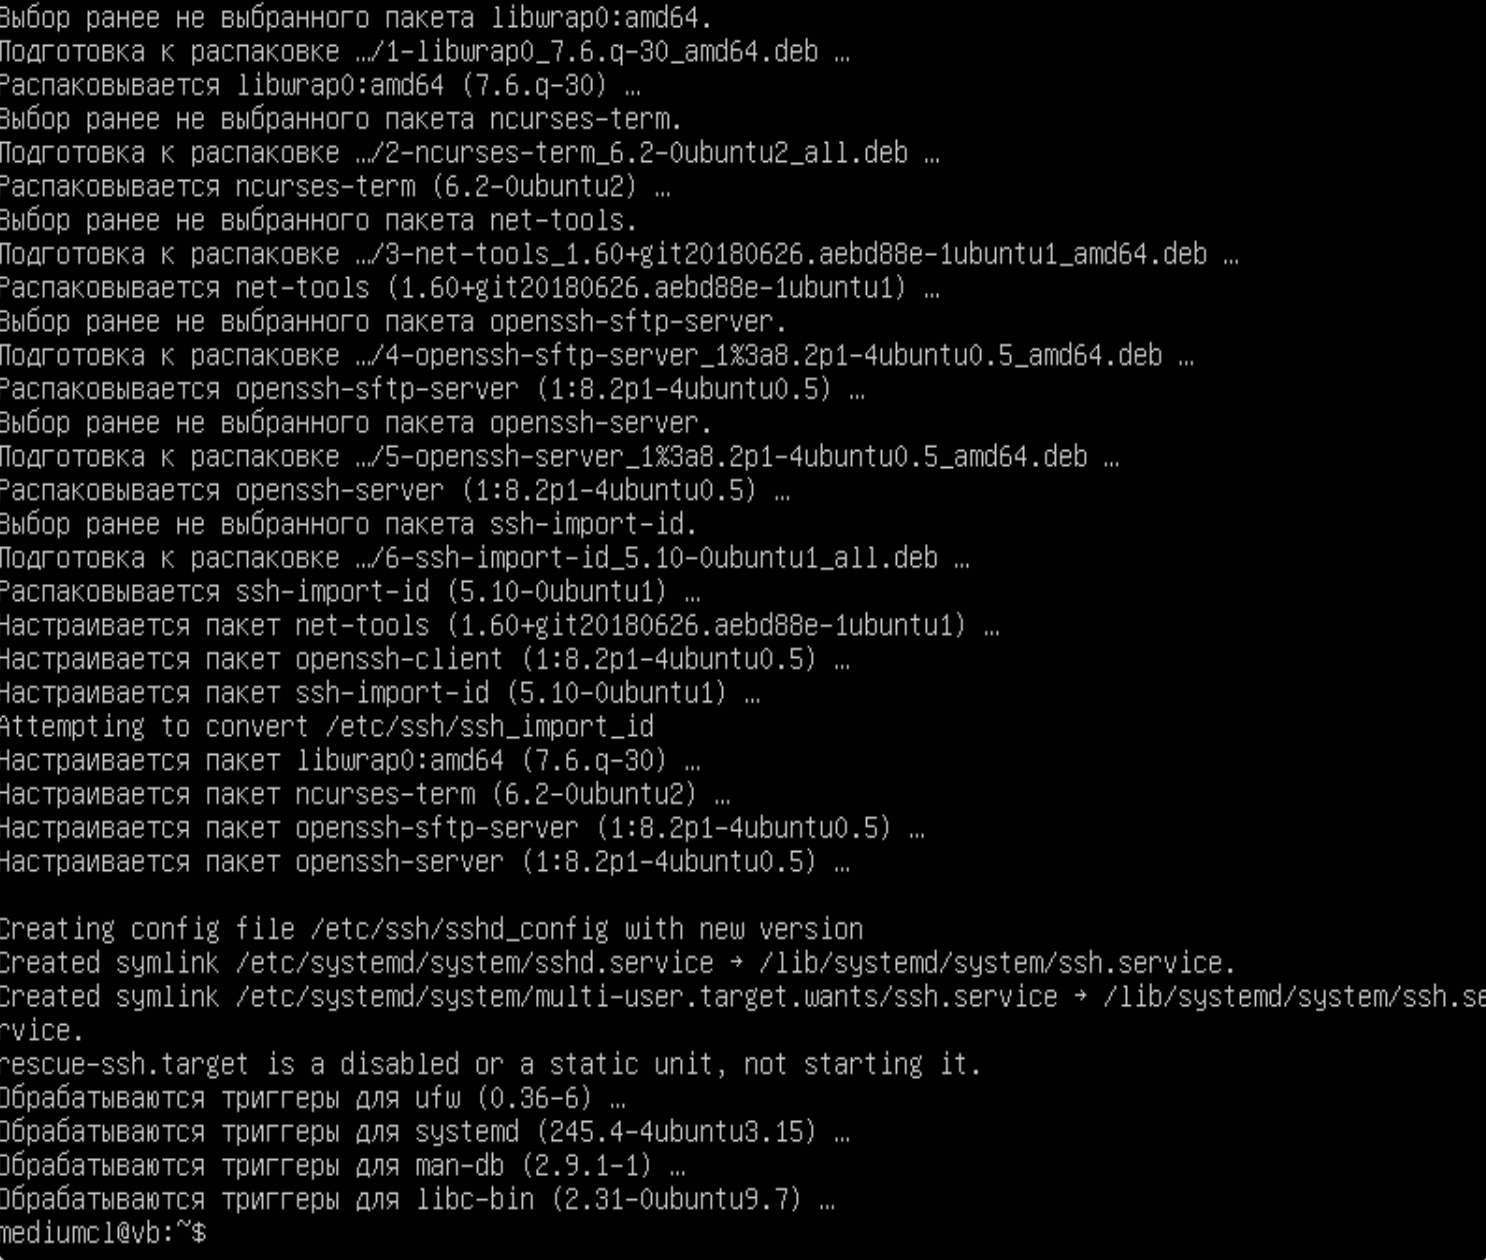 Выбор ранее не выбранного пакета libwrap0:amd64.
Подготовка к распаковке …/1-libwrap0_7.6.q-30_amd64.deb …
Распаковывается libwrap0:amd64 (7.6.q-30) …
Выбор ранее не выбранного пакета ncurses-term.
Подготовка к распаковке …/2-ncurses-term_6.2-0ubuntu2_all.deb …
Распаковывается ncurses-term (6.2-0ubuntu2) …
Выбор ранее не выбранного пакета net-tools.
Подготовка к распаковке …/3-net-tools_1.60+git20180626.aebd88e-1ubuntu1_amd64.deb …
Распаковывается net-tools (1.60+git20180626.aebd88e-1ubuntu1) …
Выбор ранее не выбранного пакета openssh-sftp-server.
Подготовка к распаковке …/4-openssh-sftp-server_1%3a8.2p1-4ubuntu0.5_amd64.deb …
Распаковывается openssh-sftp-server (1:8.2p1-4ubuntu0.5) …
Выбор ранее не выбранного пакета openssh-server.
Подготовка к распаковке …/5-openssh-server_1%3a8.2p1-4ubuntu0.5_amd64.deb …
Распаковывается openssh-server (1:8.2p1-4ubuntu0.5) …
Выбор ранее не выбранного пакета ssh-import-id.
Подготовка к распаковке …/6-ssh-import-id_5.10-0ubuntu1_all.deb …
Распаковывается ssh-import-id (5.10-0ubuntu1) …
Настраивается пакет net-tools (1.60+git20180626.aebd88e-1ubuntu1) …
Настраивается пакет openssh-client (1:8.2p1-4ubuntu0.5) …
Настраивается пакет ssh-import-id (5.10-0ubuntu1) …
Attempting to convert /etc/ssh/ssh_import_id
Настраивается пакет libwrap0:amd64 (7.6.q-30) …
Настраивается пакет ncurses-term (6.2-0ubuntu2) …
Настраивается пакет openssh-sftp-server (1:8.2p1-4ubuntu0.5) …
Настраивается пакет openssh-server (1:8.2p1-4ubuntu0.5) …
Creating config file /etc/ssh/sshd_config with new version
Created symlink /etc/systemd/system/sshd.service → /lib/systemd/system/ssh.service.
Created symlink /etc/systemd/system/multi-user.target.wants/ssh.service → /lib/systemd/system/ssh.se
rvice.
rescue-ssh.target is a disabled or a static unit, not starting it.
Обрабатываются триггеры для ufw (0.36-6) …
Обрабатываются триггеры для systemd (245.4-4ubuntu3.15) …
Обрабатываются триггеры для man-db (2.9.1-1) …
Обрабатываются триггеры для libc-bin (2.31-0ubuntu9.7) …
mediumcl@vb:~$